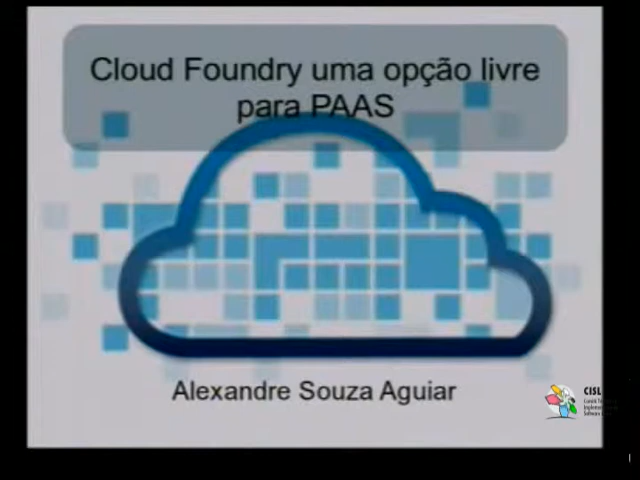 Cloud Foundry uma opção livre
para PAAS
Alexandre Souza Aguiar
CISL